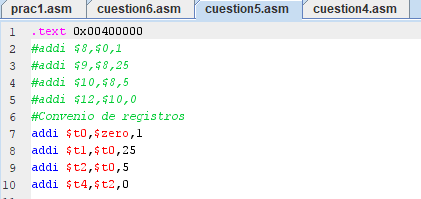 prac1.asm cuestion6.asm cuestion5.asm cuestion4.asm
1 .text 0x00400000
2 #addi $8,$0,1
3 #addi $9,$8,25
4 #addi $10,$8,5
5 #addi $12,$10,0
6 #Convenio de registros
7 addi $t0,$zero,1
8 addi $t1,$t0,25
9 addi $t2,$t0,5
10 addi $t4,$t2,0